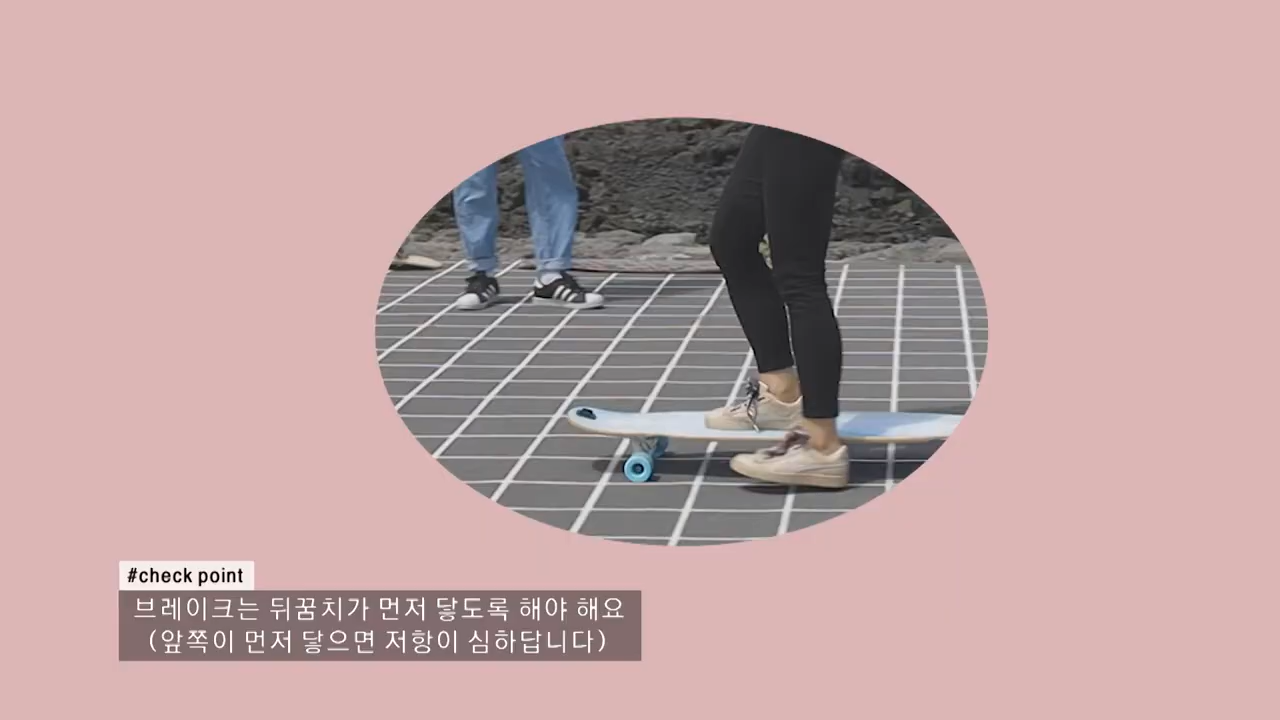 #check point
브레이크는 뒤꿈치가 먼저 닿도록 해야 해요
(앞쪽이 먼저 닿으면 저항이 심하답니다)